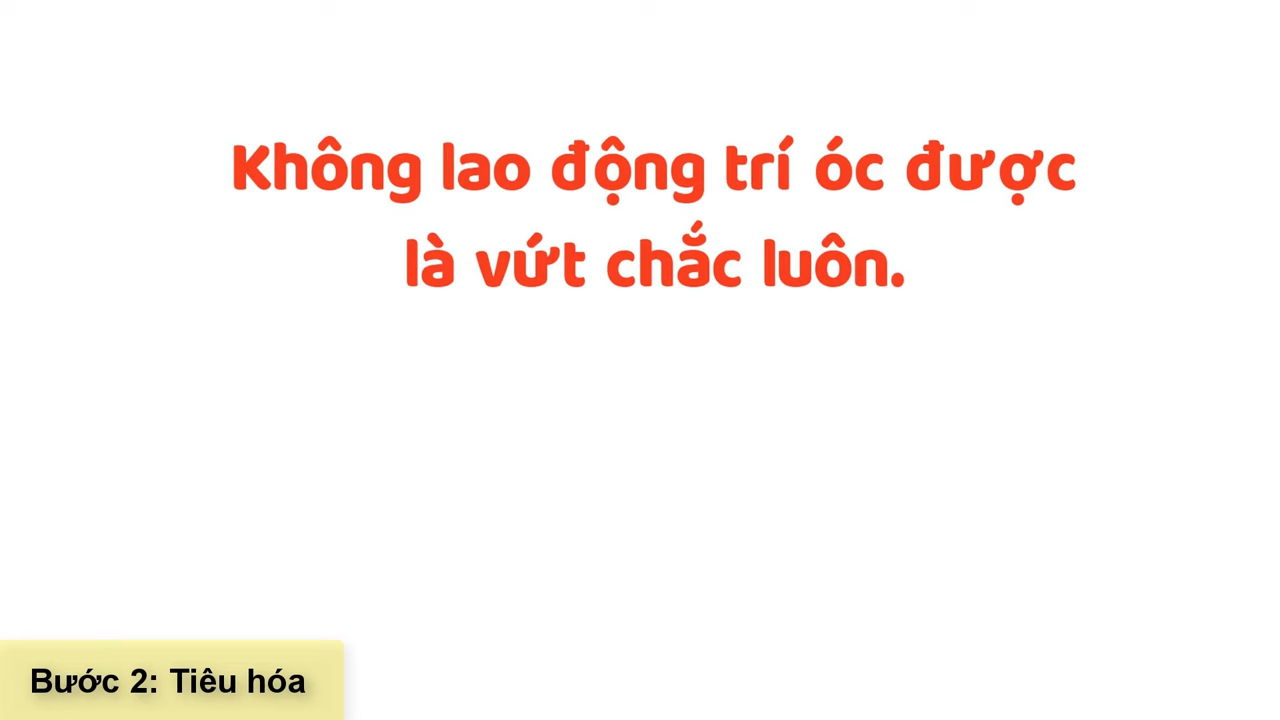 Không lao động trí óc được
là vứt chắc luôn.
Bước 2: Tiêu hóa